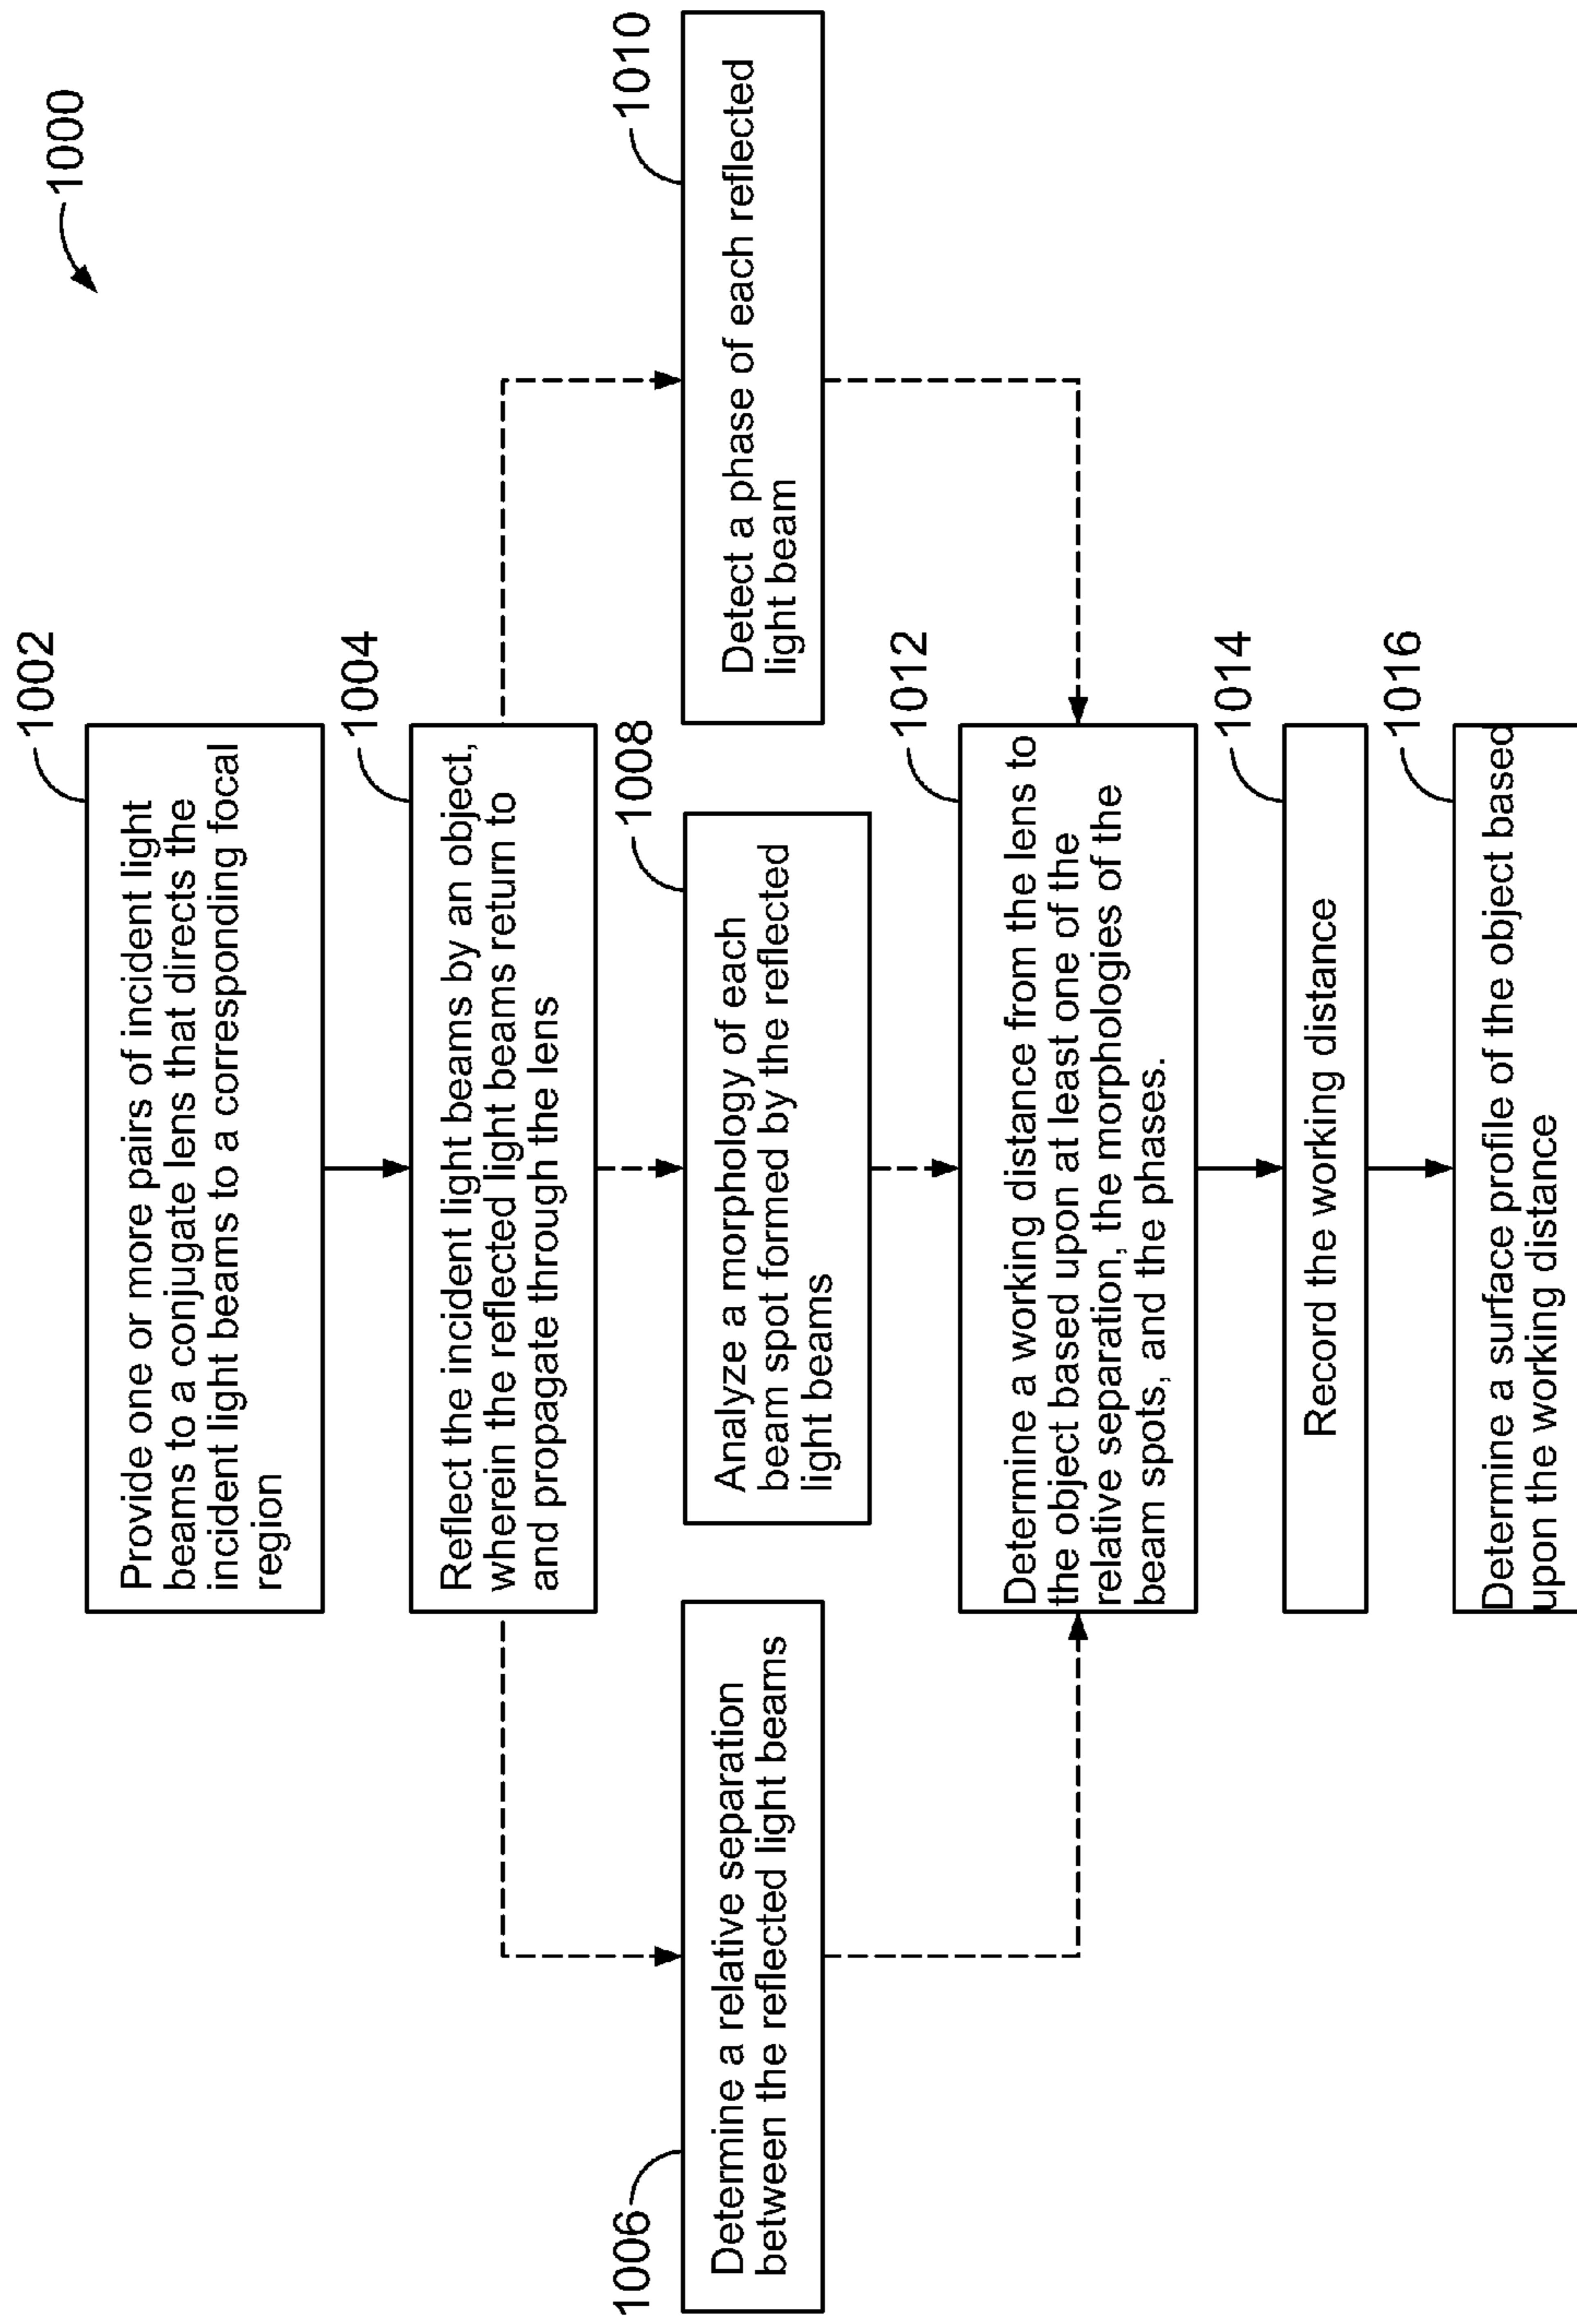 1000
1002
Provide one or more pairs of incident light
beams to a conjugate lens that directs the
incident light beams to a corresponding focal
region
1004
Reflect the incident light beams by an object,
wherein the reflected light beams return to
and propagate through the lens
1006
Determine a relative separation
between the reflected light beams
1008
Analyze a morphology of each
beam spot formed by the reflected
light beams
1010
Detect a phase of each reflected
light beam
1012
Determine a working distance from the lens to
the object based upon at least one of the
relative separation, the morphologies of the
beam spots, and the phases.
1014
Record the working distance
1016
Determine a surface profile of the object based
upon the working distance